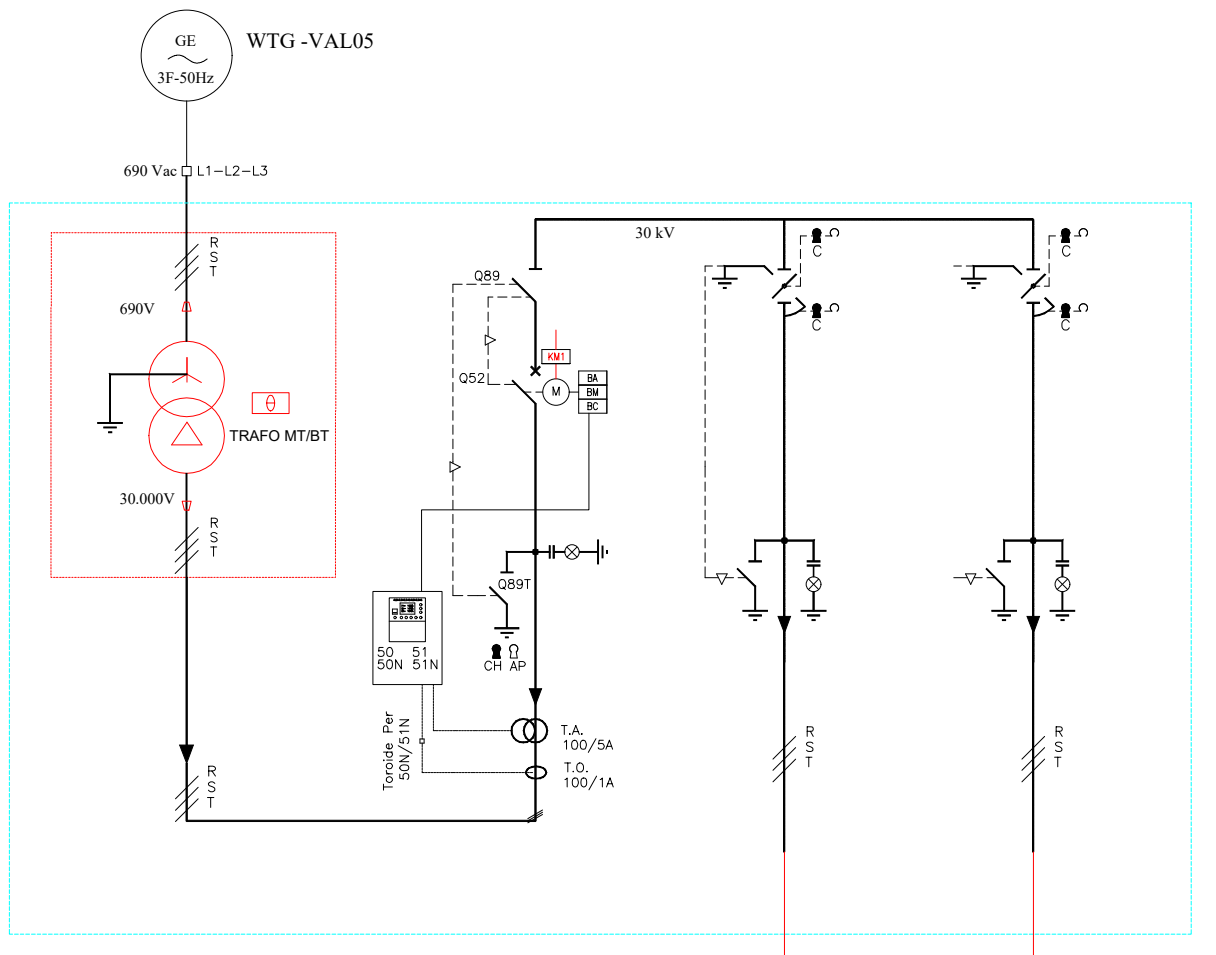 GE
3F-50Hz
WTG -VAL05
690 Vac
L1-L2-L3
R
S
T
690V
θ
TRAFO MT/BT
30.000V
R
S
T
R
S
T
30 kV
Q89
Q52
KM1
M
BA
BM
BC
Q89T
CH AP
50 51
50N 51N
Toroide Per
50N/51N
T.A.
100/5A
T.O.
100/1A
C
C
R
S
T
C
C
R
S
T